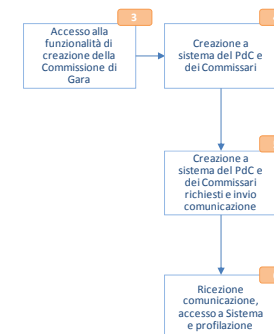 3
Accesso alla
funzionalità di
creazione della
Commissione di
Gara
Creazione a
sistema del PdC e
dei Commissari
Creazione a
sistema del PdC e
dei Commissari
richiesti e invio
comunicazione
Ricezione
comunicazione,
accesso a Sistema
e profilazione